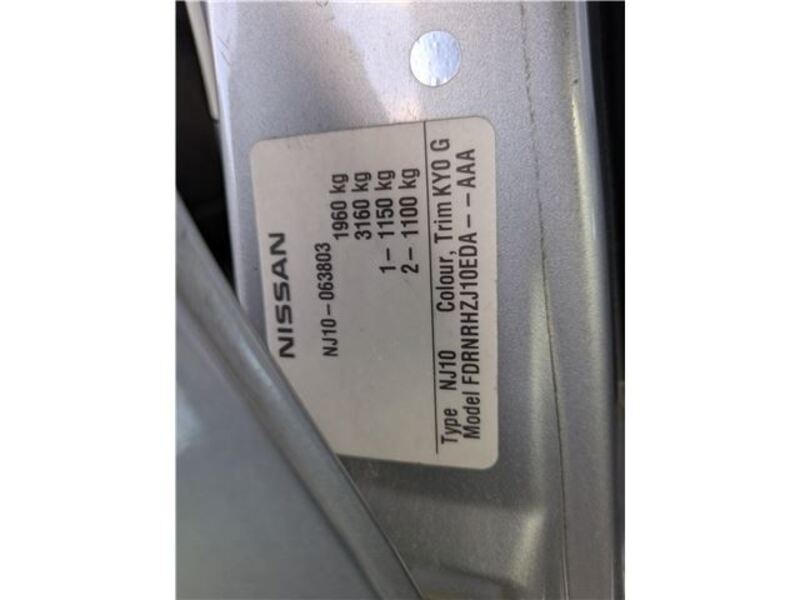 NISSAN
NJ10-063803
1960 kg
3160 kg
1- 1150 kg
2- 1100 kg
Type NJ10 Colour, Trim KY0 G
Model FDRNRHZJ10EDA--AAA